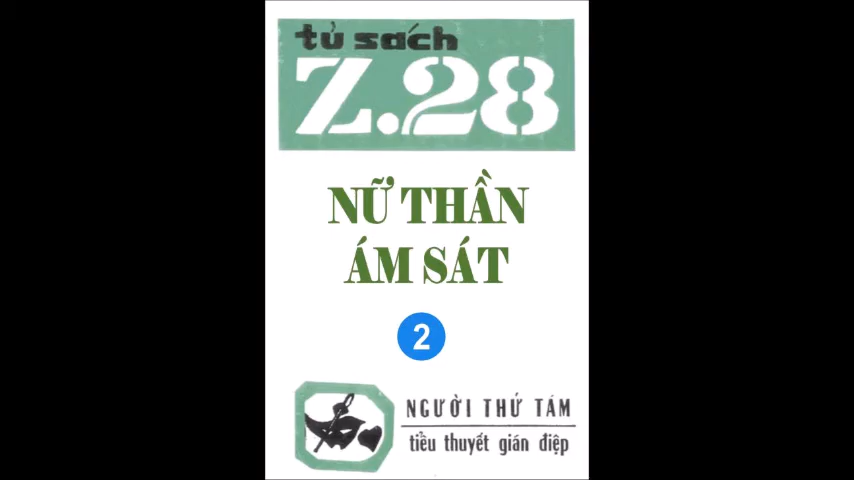 tủ sách
Z.28
NỮ THẦN
ÁM SÁT
2
NGƯỜI THỨ TÁM
tiểu thuyết gián điệp